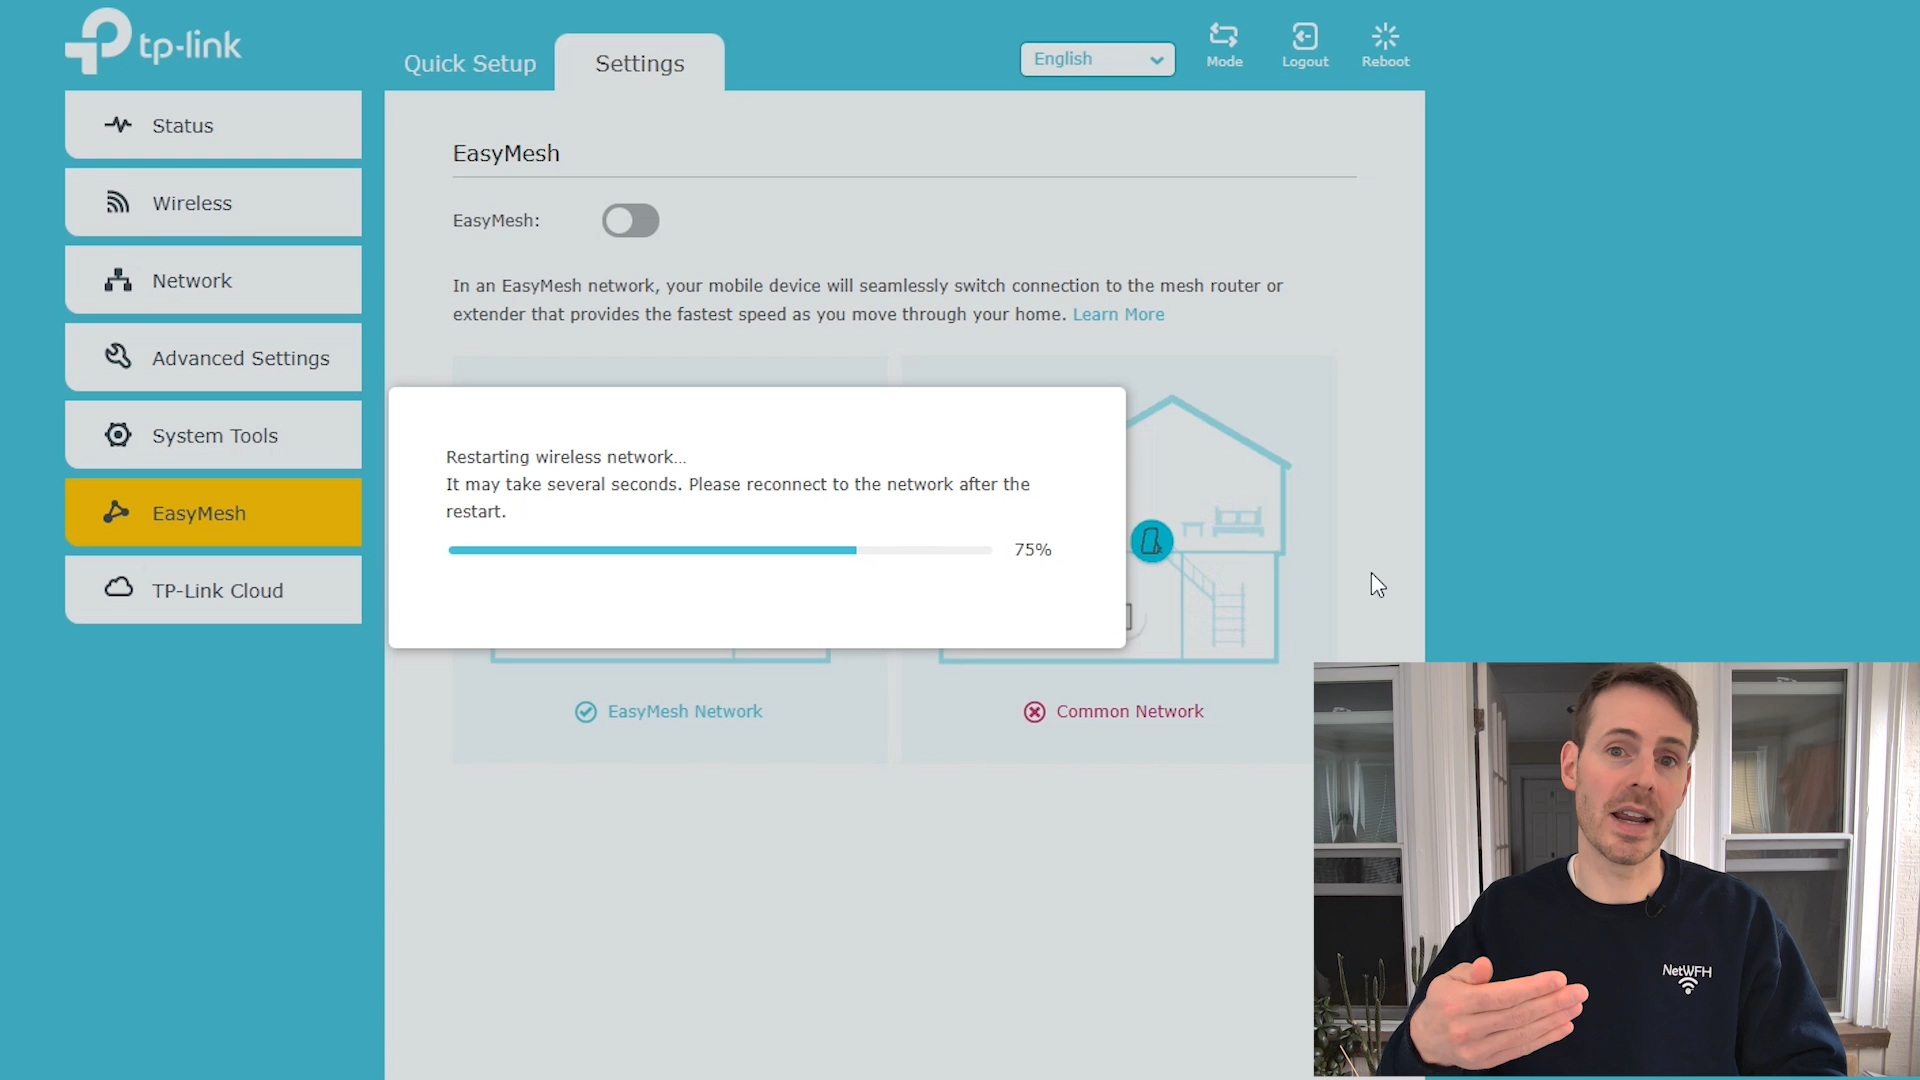 tp-link
Quick Setup
Settings
English
Mode
Logout
Reboot
Status
Wireless
Network
Advanced Settings
System Tools
EasyMesh
TP-Link Cloud
EasyMesh
EasyMesh:
In an EasyMesh network, your mobile device will seamlessly switch connection to the mesh router or
extender that provides the fastest speed as you move through your home. Learn More
Restarting wireless network...
It may take several seconds. Please reconnect to the network after the
restart.
75%
EasyMesh Network
Common Network
NetWFH